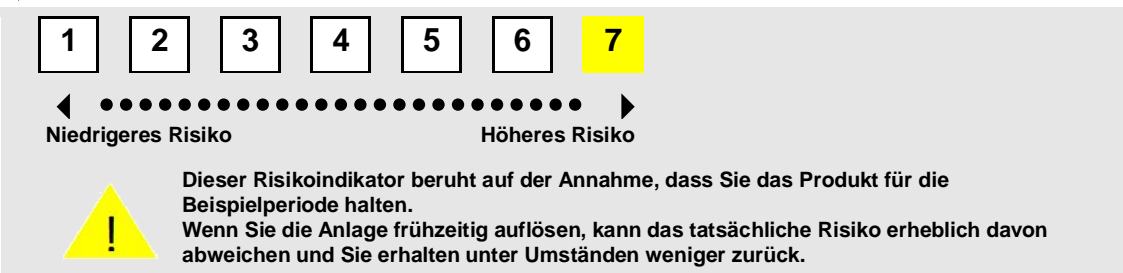 1 2 3 4 5 6 7
Niedrigeres Risiko Höheres Risiko
Dieser Risikoindikator beruht auf der Annahme, dass Sie das Produkt für die
Beispielperiode halten.
!
Wenn Sie die Anlage frühzeitig auflösen, kann das tatsächliche Risiko erheblich davon
abweichen und Sie erhalten unter Umständen weniger zurück.